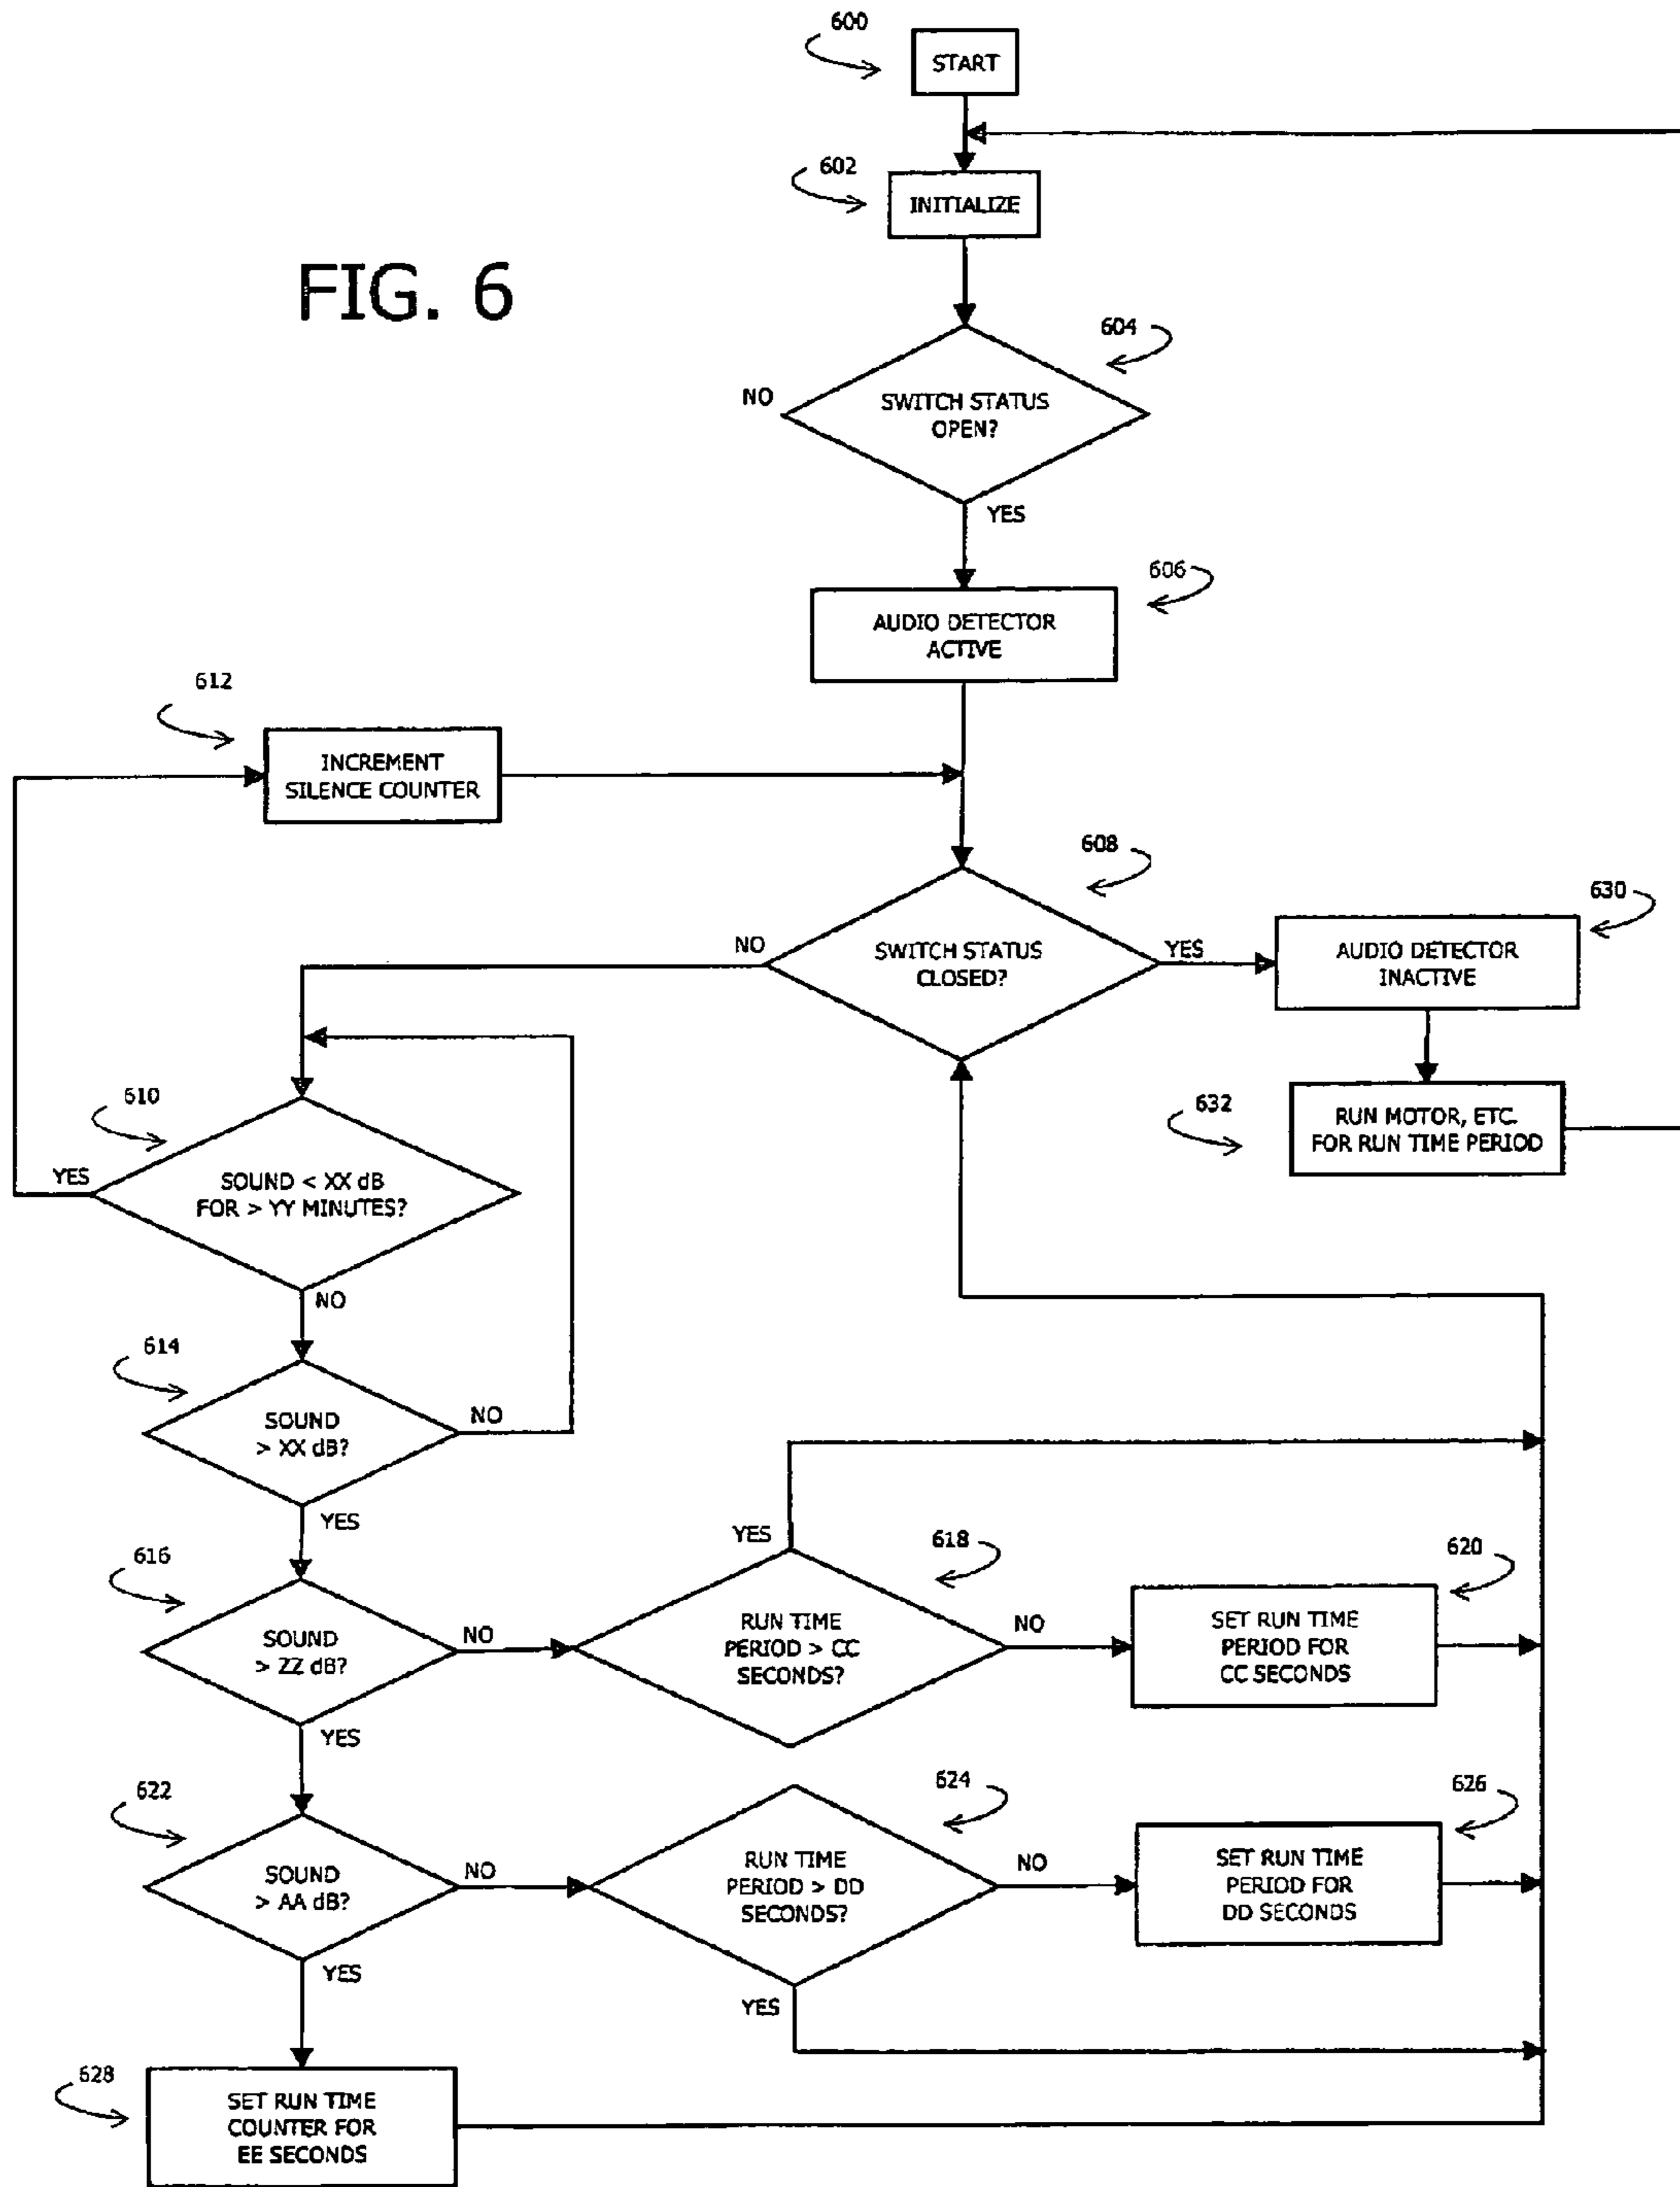 600
START
602
INITIALIZE
FIG. 6
604
NO
SWITCH STATUS
OPEN?
YES
606
AUDIO DETECTOR
ACTIVE
612
INCREMENT
SILENCE COUNTER
608
NO
SWITCH STATUS
CLOSED?
YES
630
AUDIO DETECTOR
INACTIVE
632
RUN MOTOR, ETC.
FOR RUN TIME PERIOD
610
YES
SOUND < XX dB
FOR > YY MINUTES?
NO
614
SOUND
> XX dB?
NO
YES
616
SOUND
> ZZ dB?
NO
YES
618
YES
RUN TIME
PERIOD > CC
SECONDS?
NO
620
SET RUN TIME
PERIOD FOR
CC SECONDS
622
SOUND
> AA dB?
NO
YES
624
RUN TIME
PERIOD > DD
SECONDS?
NO
YES
626
SET RUN TIME
PERIOD FOR
DD SECONDS
628
SET RUN TIME
COUNTER FOR
EE SECONDS